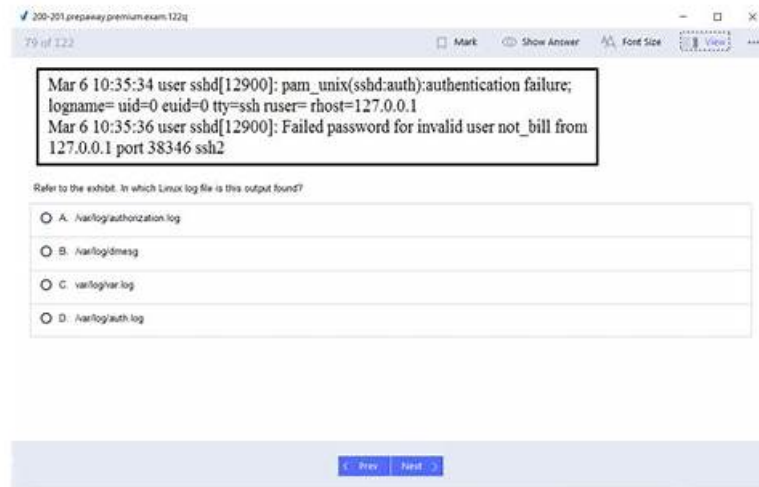 200-201.prepaway.premium.exam.122q
79 of 122
Mark
Show Answer
Font Size
View
Mar 6 10:35:34 user sshd[12900]: pam_unix(sshd:auth):authentication failure;
logname= uid=0 euid=0 tty=ssh ruser= rhost=127.0.0.1
Mar 6 10:35:36 user sshd[12900]: Failed password for invalid user not_bill from
127.0.0.1 port 38346 ssh2
Refer to the exhibit. In which Linux log file is this output found?
A. /var/log/authorization.log
B. /var/log/dmesg
C. var/log/var.log
D. /var/log/auth.log
Prev
Next